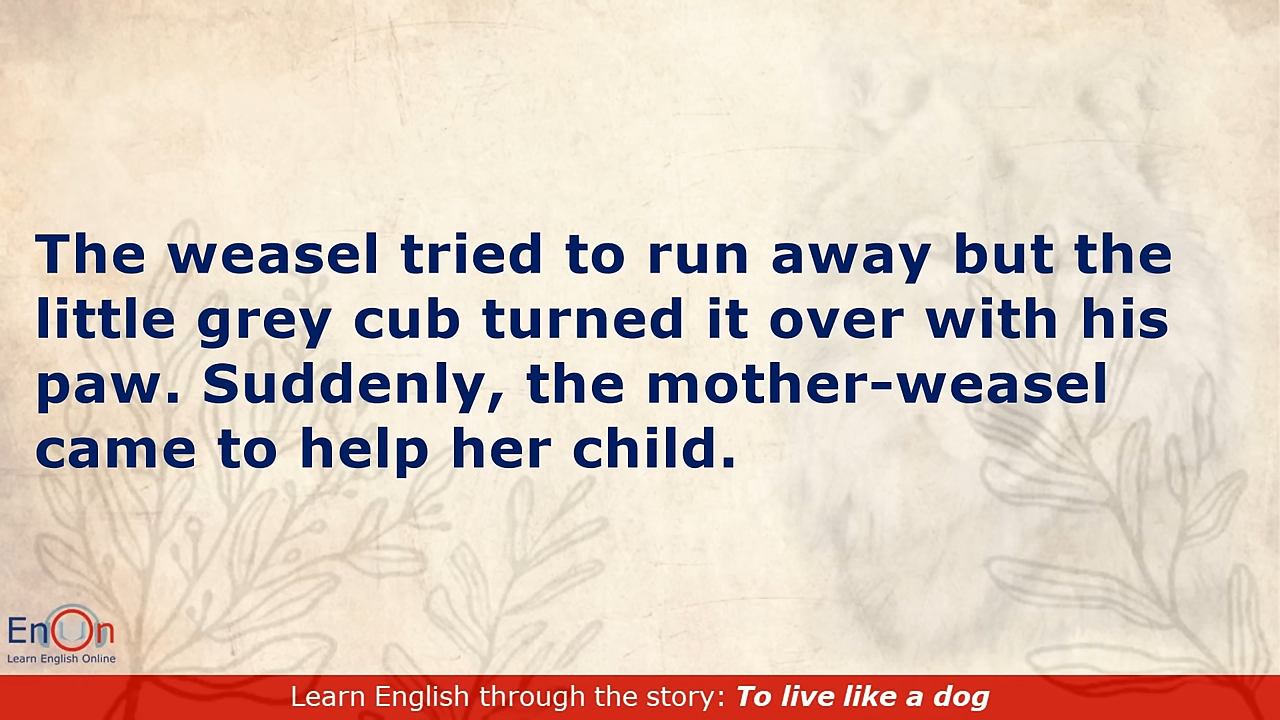 The weasel tried to run away but the
little grey cub turned it over with his
paw. Suddenly, the mother-weasel
came to help her child.
EnOn
Learn English Online
Learn English through the story: To live like a dog